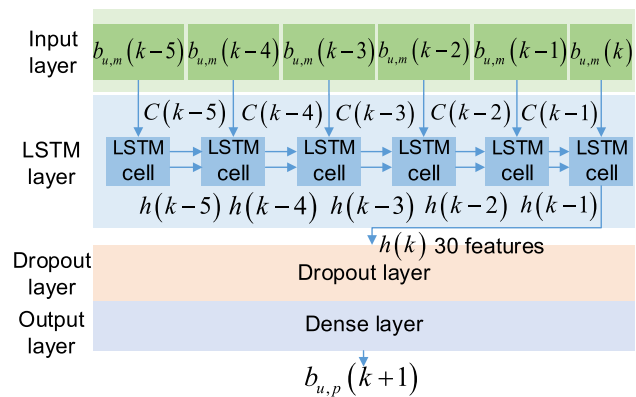 Input layer
b_{u,m}(k−5) b_{u,m}(k−4) b_{u,m}(k−3) b_{u,m}(k−2) b_{u,m}(k−1) b_{u,m}(k)
C(k−5) C(k−4) C(k−3) C(k−2) C(k−1)
LSTM layer
LSTM cell LSTM cell LSTM cell LSTM cell LSTM cell LSTM cell
h(k−5) h(k−4) h(k−3) h(k−2) h(k−1)
h(k) 30 features
Dropout layer
Dropout layer
Output layer
Dense layer
b_{u,p}(k+1)